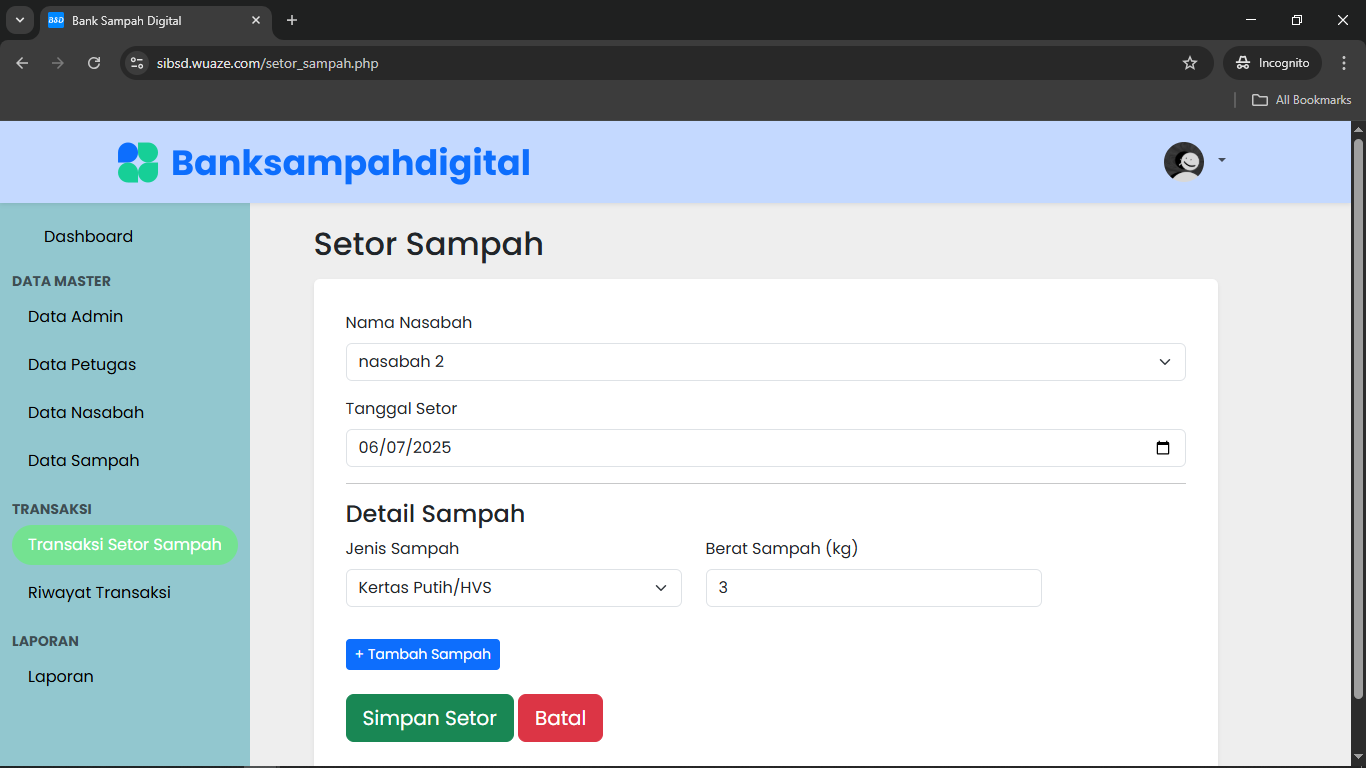 BSD Bank Sampah Digital
sibsd.wuaze.com/setor_sampah.php
Incognito
All Bookmarks
Banksampahdigital
Dashboard
DATA MASTER
Data Admin
Data Petugas
Data Nasabah
Data Sampah
TRANSAKSI
Transaksi Setor Sampah
Riwayat Transaksi
LAPORAN
Laporan
Setor Sampah
Nama Nasabah
nasabah 2
Tanggal Setor
06/07/2025
Detail Sampah
Jenis Sampah
Kertas Putih/HVS
Berat Sampah (kg)
3
+ Tambah Sampah
Simpan Setor
Batal